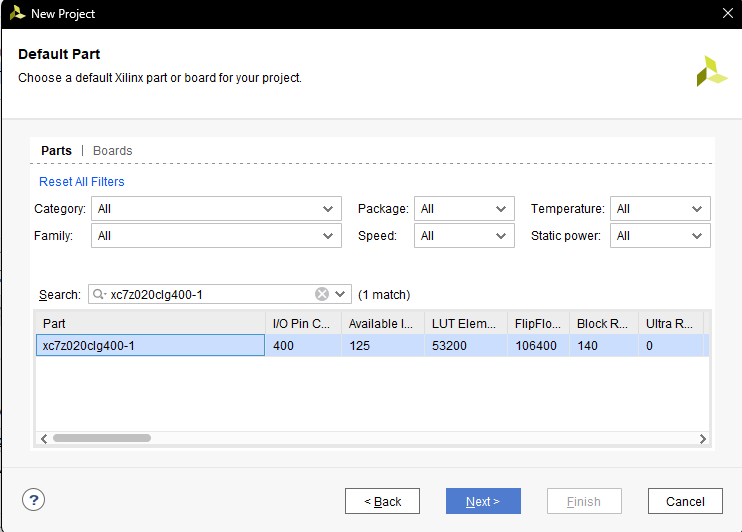 New Project
Default Part
Choose a default Xilinx part or board for your project.
Parts | Boards
Reset All Filters
Category: All Package: All Temperature: All
Family: All Speed: All Static power: All
Search: xc7z020clg400-1 (1 match)
Part I/O Pin C... Available I... LUT Elem... FlipFlo... Block R... Ultra R...
xc7z020clg400-1 400 125 53200 106400 140 0
? < Back Next > Finish Cancel